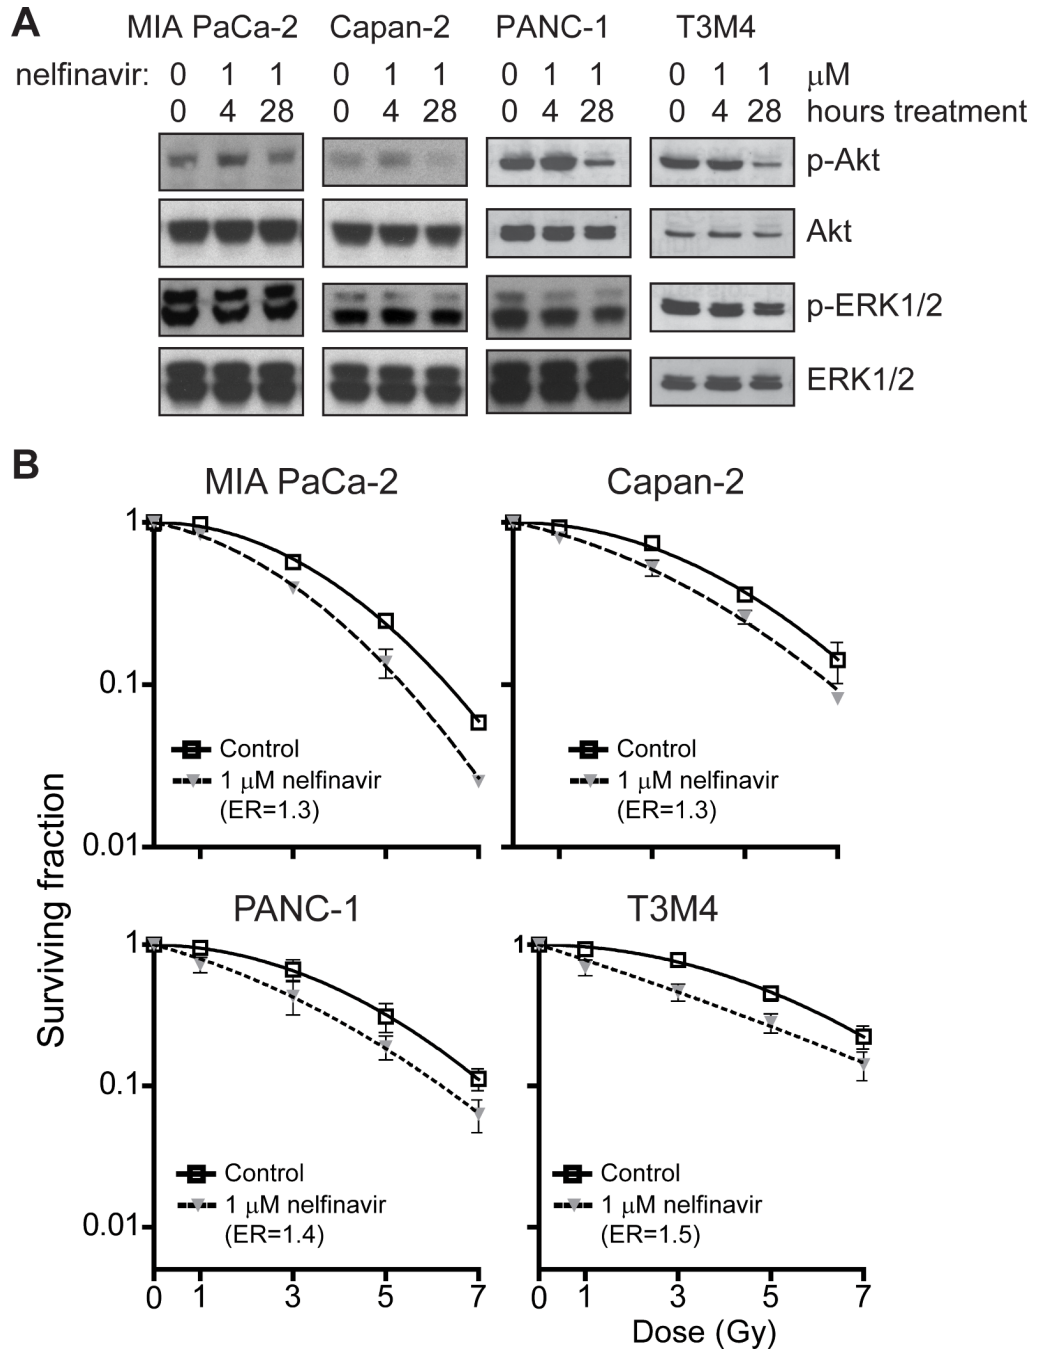 A
MIA PaCa-2 Capan-2 PANC-1 T3M4
nelfinavir: 0 1 1 0 1 1 0 1 1 0 1 1 μM
0 4 28 0 4 28 0 4 28 0 4 28 hours treatment
p-Akt
Akt
p-ERK1/2
ERK1/2
B
MIA PaCa-2 Capan-2
1
0.1
0.01
Control
1 μM nelfinavir
(ER=1.3)
Control
1 μM nelfinavir
(ER=1.3)
Surviving fraction
PANC-1 T3M4
1
0.1
0.01
Control
1 μM nelfinavir
(ER=1.4)
0 1 3 5 7
1
Control
1 μM nelfinavir
(ER=1.5)
0 1 3 5 7
Dose (Gy)